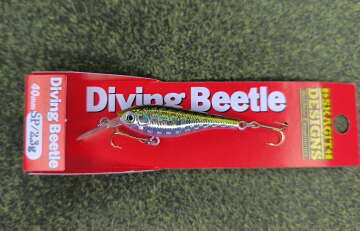 Diving Beetle
Diving Beetle
40mm SP/2.3g
DESIGNS